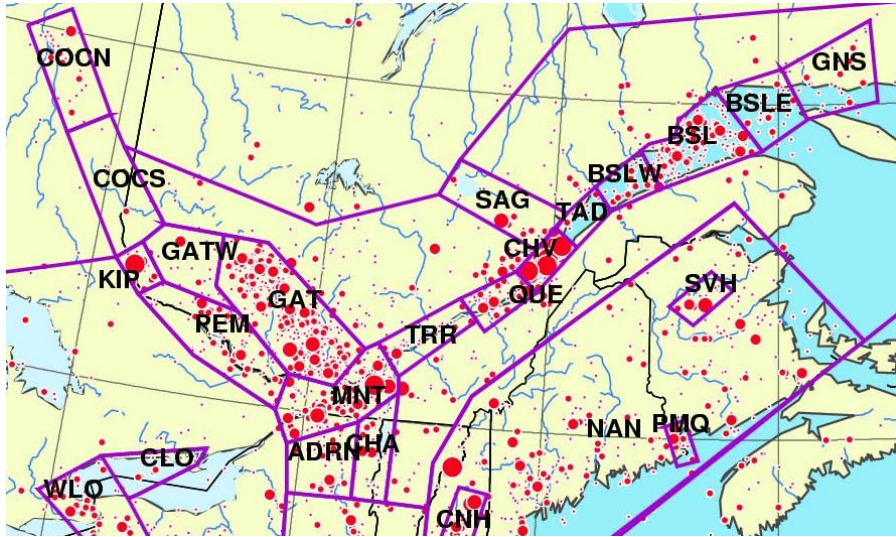 COCN
GNS
BSLE
BSL
COCS
BSLW
SAG
TAD
GATW
CHV
KIP
SVH
QUE
GAT
PEM
TRR
MNT
PMQ
NAN
ADRN
CHA
CLO
WLO
CNH